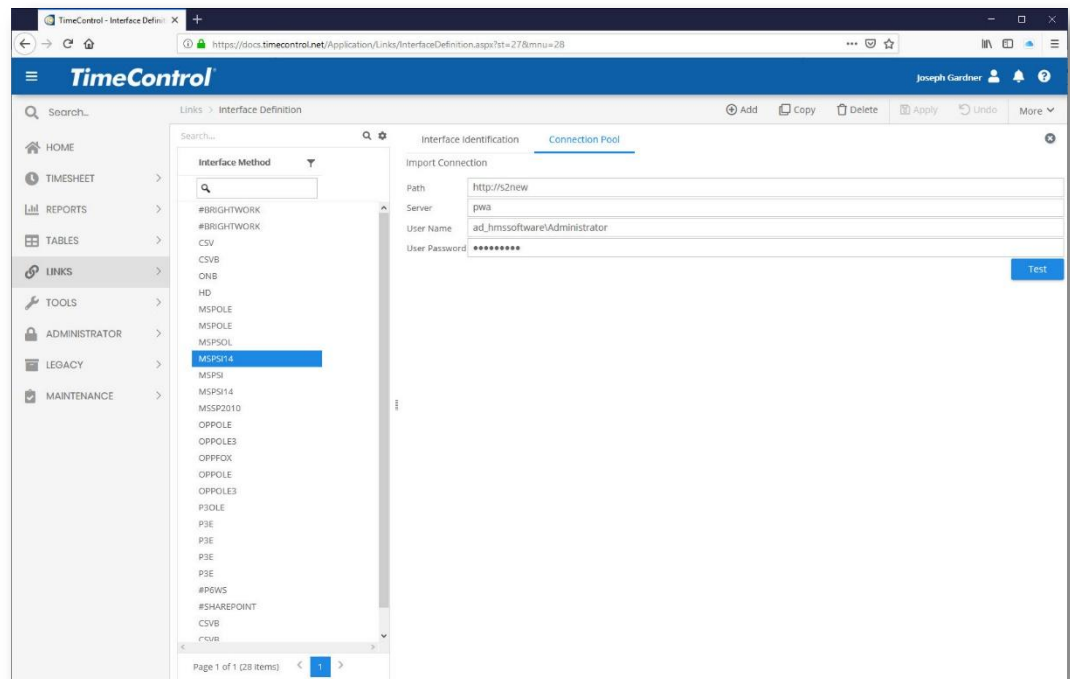 TimeControl - Interface Definit
https://docs.timecontrol.net/Application/Links/InterfaceDefinition.aspx?st=27&mnu=28
TimeControl
Joseph Gardner
Search...
Links > Interface Definition
Add Copy Delete Apply Undo More
HOME
TIMESHEET
REPORTS
TABLES
LINKS
TOOLS
ADMINISTRATOR
LEGACY
MAINTENANCE
Search...
Interface Method
#BRIGHTWORK
#BRIGHTWORK
CSV
CSVB
ONB
HD
MSPOLE
MSPOLE
MSPSOL
MSPSI14
MSPSI
MSPSI14
MSSP2010
OPPOLE
OPPOLE3
OPPFOX
OPPOLE
OPPOLE3
P3OLE
P3E
P3E
P3E
P3E
#P6WS
#SHAREPOINT
CSVB
CSVB
Page 1 of 1 (28 items) < 1 >
Interface Identification Connection Pool
Import Connection
Path http://s2new
Server pwa
User Name ad_hmssoftware\Administrator
User Password •••••••••
Test